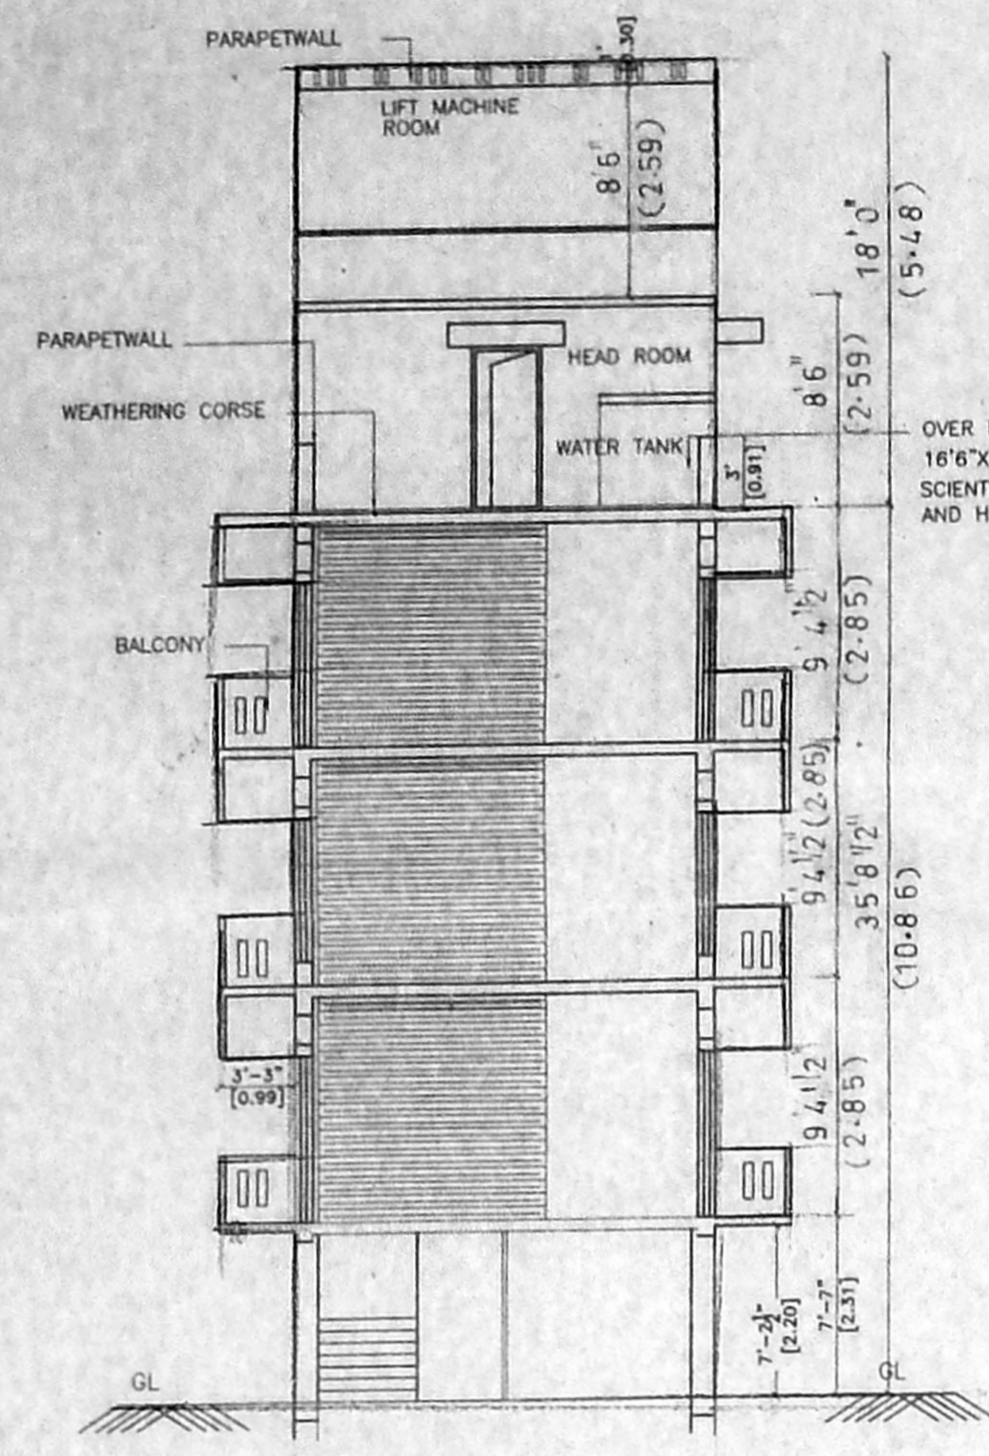 PARAPETWALL
1'
[0.30]
LIFT MACHINE
ROOM
8'6"
(2.59)
18'0"
(5.48)
PARAPETWALL
HEAD ROOM
8'6"
(2.59)
WEATHERING CORSE
WATER TANK
3'
[0.91]
OVER
16'6"X
SCIENT
AND H
BALCONY
9'4½"
(2.85)
9'4½"(2.85)
35'8½"
(10.86)
3'-3"
[0.99]
9'4½"
(2.85)
7'-2½"
[2.20]
7'-7"
[2.31]
GL
GL